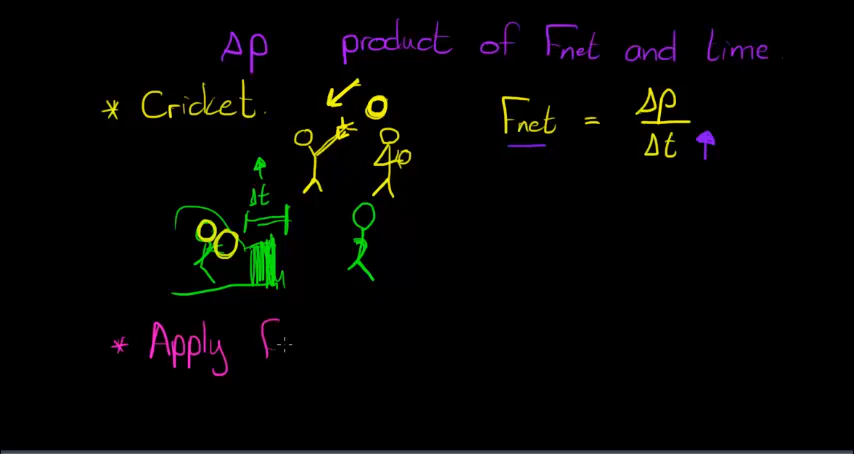 Δp product of Fnet and time.
* Cricket.
Fnet = Δp / Δt ↑
Δt
* Apply F